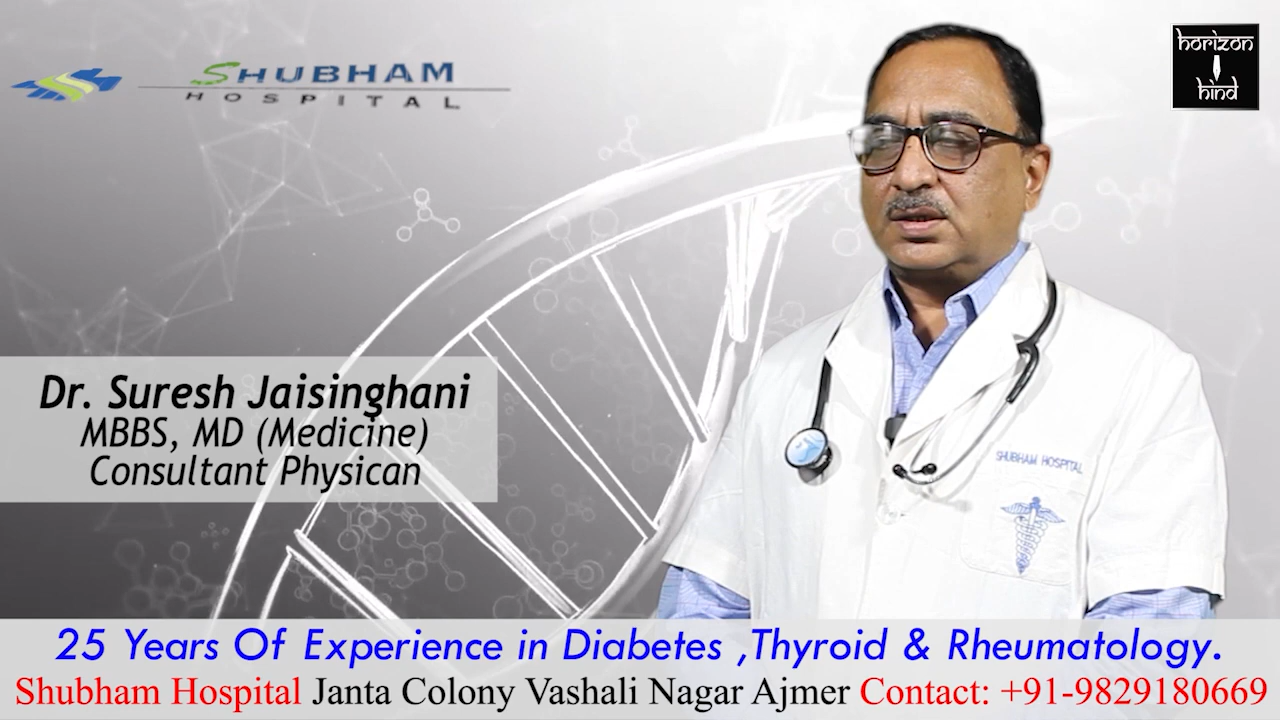 SHUBHAM
HOSPITAL
horizon
hind
Dr. Suresh Jaisinghani
MBBS, MD (Medicine)
Consultant Physican
SHUBHAM HOSPITAL
25 Years Of Experience in Diabetes ,Thyroid & Rheumatology.
Shubham Hospital Janta Colony Vashali Nagar Ajmer Contact: +91-9829180669